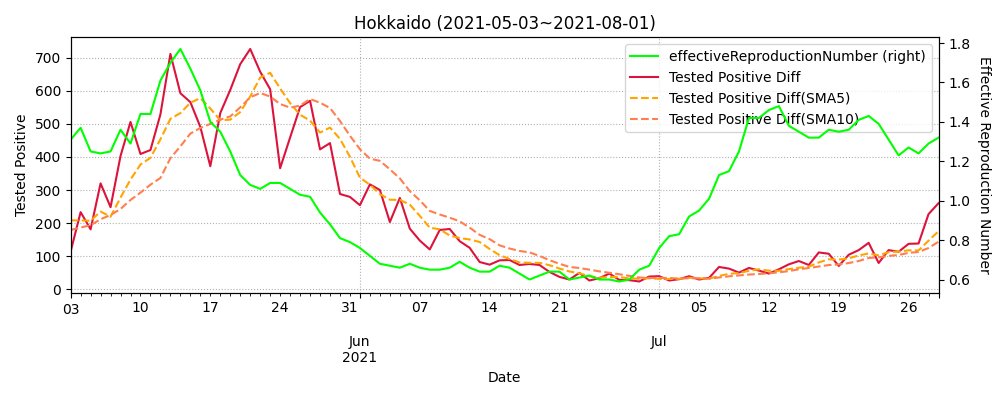 Hokkaido (2021-05-03~2021-08-01)
effectiveReproductionNumber (right)
Tested Positive Diff
Tested Positive Diff(SMA5)
Tested Positive Diff(SMA10)
Tested Positive
700
600
500
400
300
200
100
0
1.8
1.6
1.4
1.2
1.0
0.8
0.6
Effective Reproduction Number
03 10 17 24 31 07 14 21 28 05 12 19 26
Jun Jul
2021
Date